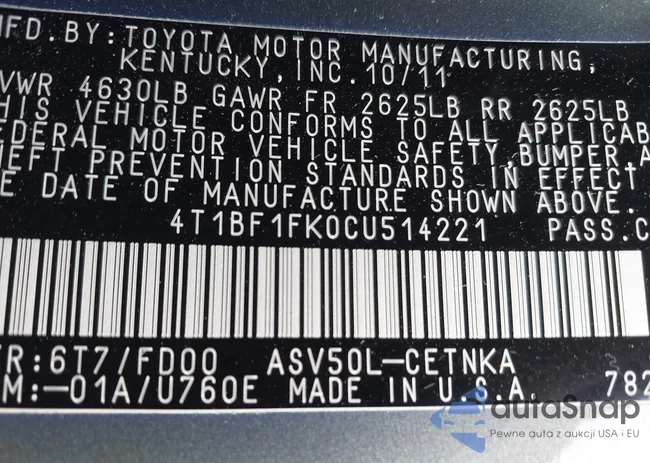 MFD. BY: TOYOTA MOTOR MANUFACTURING,
KENTUCKY, INC. 10/11
VWR 4630LB GAWR FR 2625LB RR 2625LB
HIS VEHICLE CONFORMS TO ALL APPLICAB
EDERAL MOTOR VEHICLE SAFETY, BUMPER, A
HEFT PREVENTION STANDARDS IN EFFECT
E DATE OF MANUFACTURE SHOWN ABOVE.
4T1BF1FK0CU514221 PASS. C
R: 6T7/FD00 ASV50L-CETNKA
M: -01A/U760E MADE IN U.S.A. 782
autaSnap
Pewne auta z aukcji USA i EU